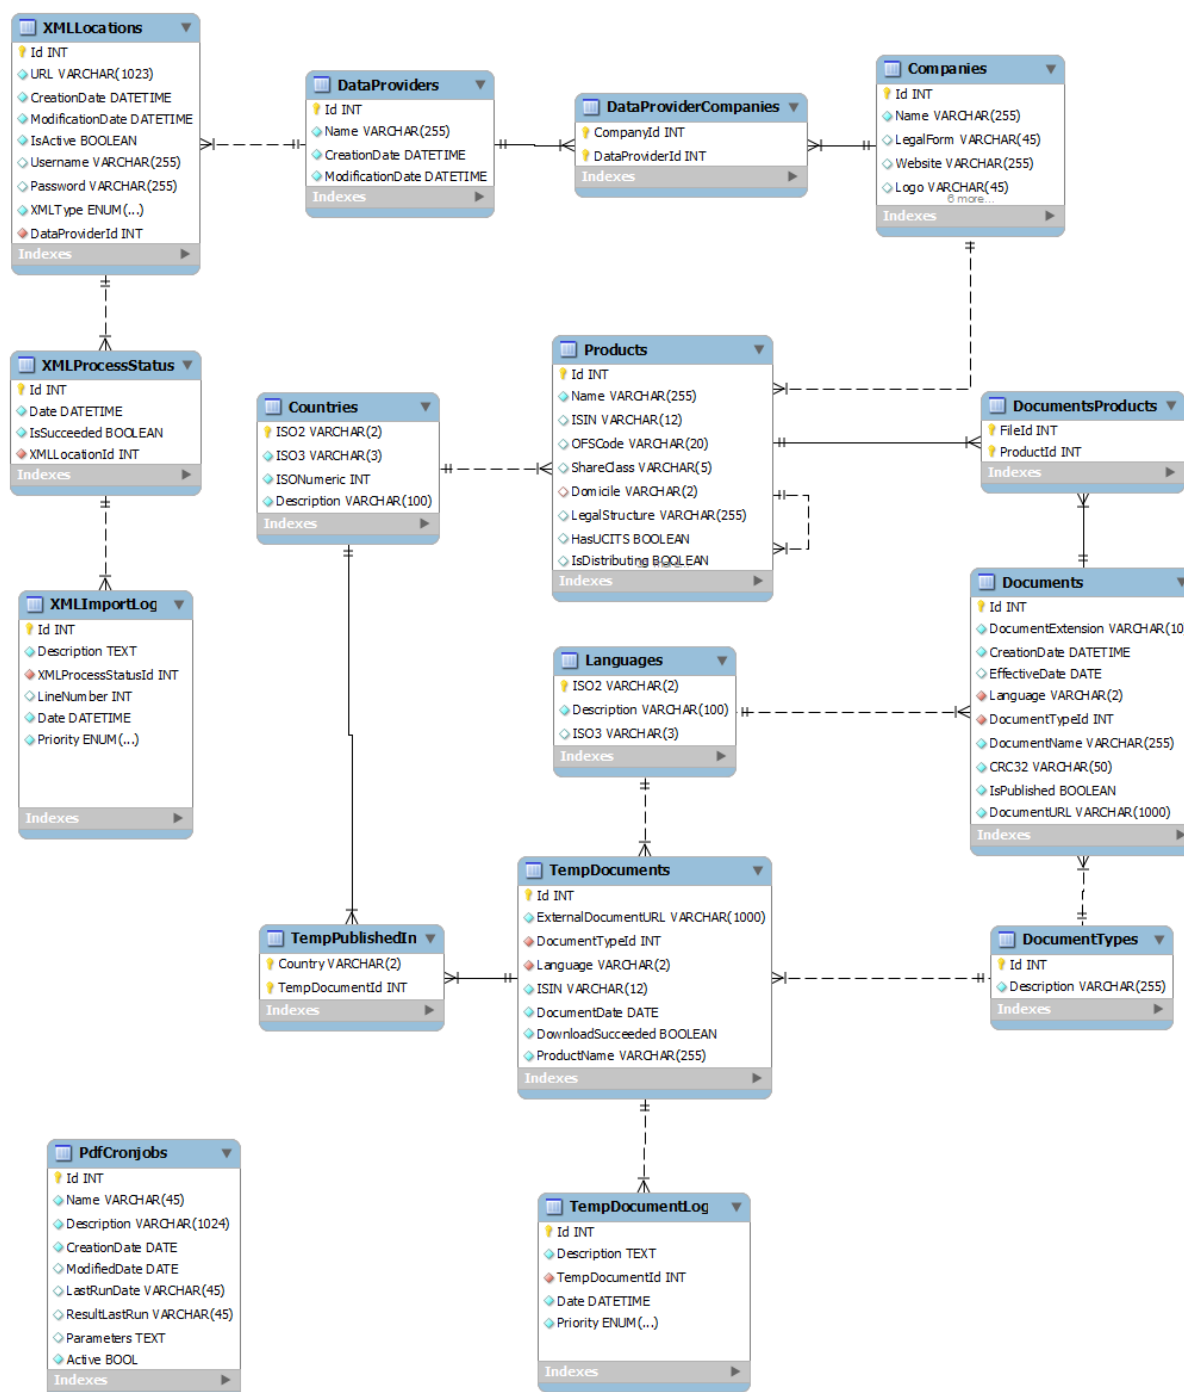 XMLLocations
Id INT
URL VARCHAR(1023)
CreationDate DATETIME
ModificationDate DATETIME
IsActive BOOLEAN
Username VARCHAR(255)
Password VARCHAR(255)
XMLType ENUM(...)
DataProviderId INT
Indexes
DataProviders
Id INT
Name VARCHAR(255)
CreationDate DATETIME
ModificationDate DATETIME
Indexes
DataProviderCompanies
CompanyId INT
DataProviderId INT
Indexes
Companies
Id INT
Name VARCHAR(255)
LegalForm VARCHAR(45)
Website VARCHAR(255)
Logo VARCHAR(45)
6 more...
Indexes
XMLProcessStatus
Id INT
Date DATETIME
IsSucceeded BOOLEAN
XMLLocationId INT
Indexes
Countries
ISO2 VARCHAR(2)
ISO3 VARCHAR(3)
ISONumeric INT
Description VARCHAR(100)
Indexes
Products
Id INT
Name VARCHAR(255)
ISIN VARCHAR(12)
OFSCode VARCHAR(20)
ShareClass VARCHAR(5)
Domicile VARCHAR(2)
LegalStructure VARCHAR(255)
HasUCITS BOOLEAN
IsDistributing BOOLEAN
more...
Indexes
DocumentsProducts
FileId INT
ProductId INT
Indexes
XMLImportLog
Id INT
Description TEXT
XMLProcessStatusId INT
LineNumber INT
Date DATETIME
Priority ENUM(...)
Indexes
Languages
ISO2 VARCHAR(2)
Description VARCHAR(100)
ISO3 VARCHAR(3)
Indexes
Documents
Id INT
DocumentExtension VARCHAR(10
CreationDate DATETIME
EffectiveDate DATE
Language VARCHAR(2)
DocumentTypeId INT
DocumentName VARCHAR(255)
CRC32 VARCHAR(50)
IsPublished BOOLEAN
DocumentURL VARCHAR(1000)
Indexes
TempPublishedIn
Country VARCHAR(2)
TempDocumentId INT
Indexes
TempDocuments
Id INT
ExternalDocumentURL VARCHAR(1000)
DocumentTypeId INT
Language VARCHAR(2)
ISIN VARCHAR(12)
DocumentDate DATE
DownloadSucceeded BOOLEAN
ProductName VARCHAR(255)
Indexes
DocumentTypes
Id INT
Description VARCHAR(255)
Indexes
PdfCronjobs
Id INT
Name VARCHAR(45)
Description VARCHAR(1024)
CreationDate DATE
ModifiedDate DATE
LastRunDate VARCHAR(45)
ResultLastRun VARCHAR(45)
Parameters TEXT
Active BOOL
Indexes
TempDocumentLog
Id INT
Description TEXT
TempDocumentId INT
Date DATETIME
Priority ENUM(...)
Indexes